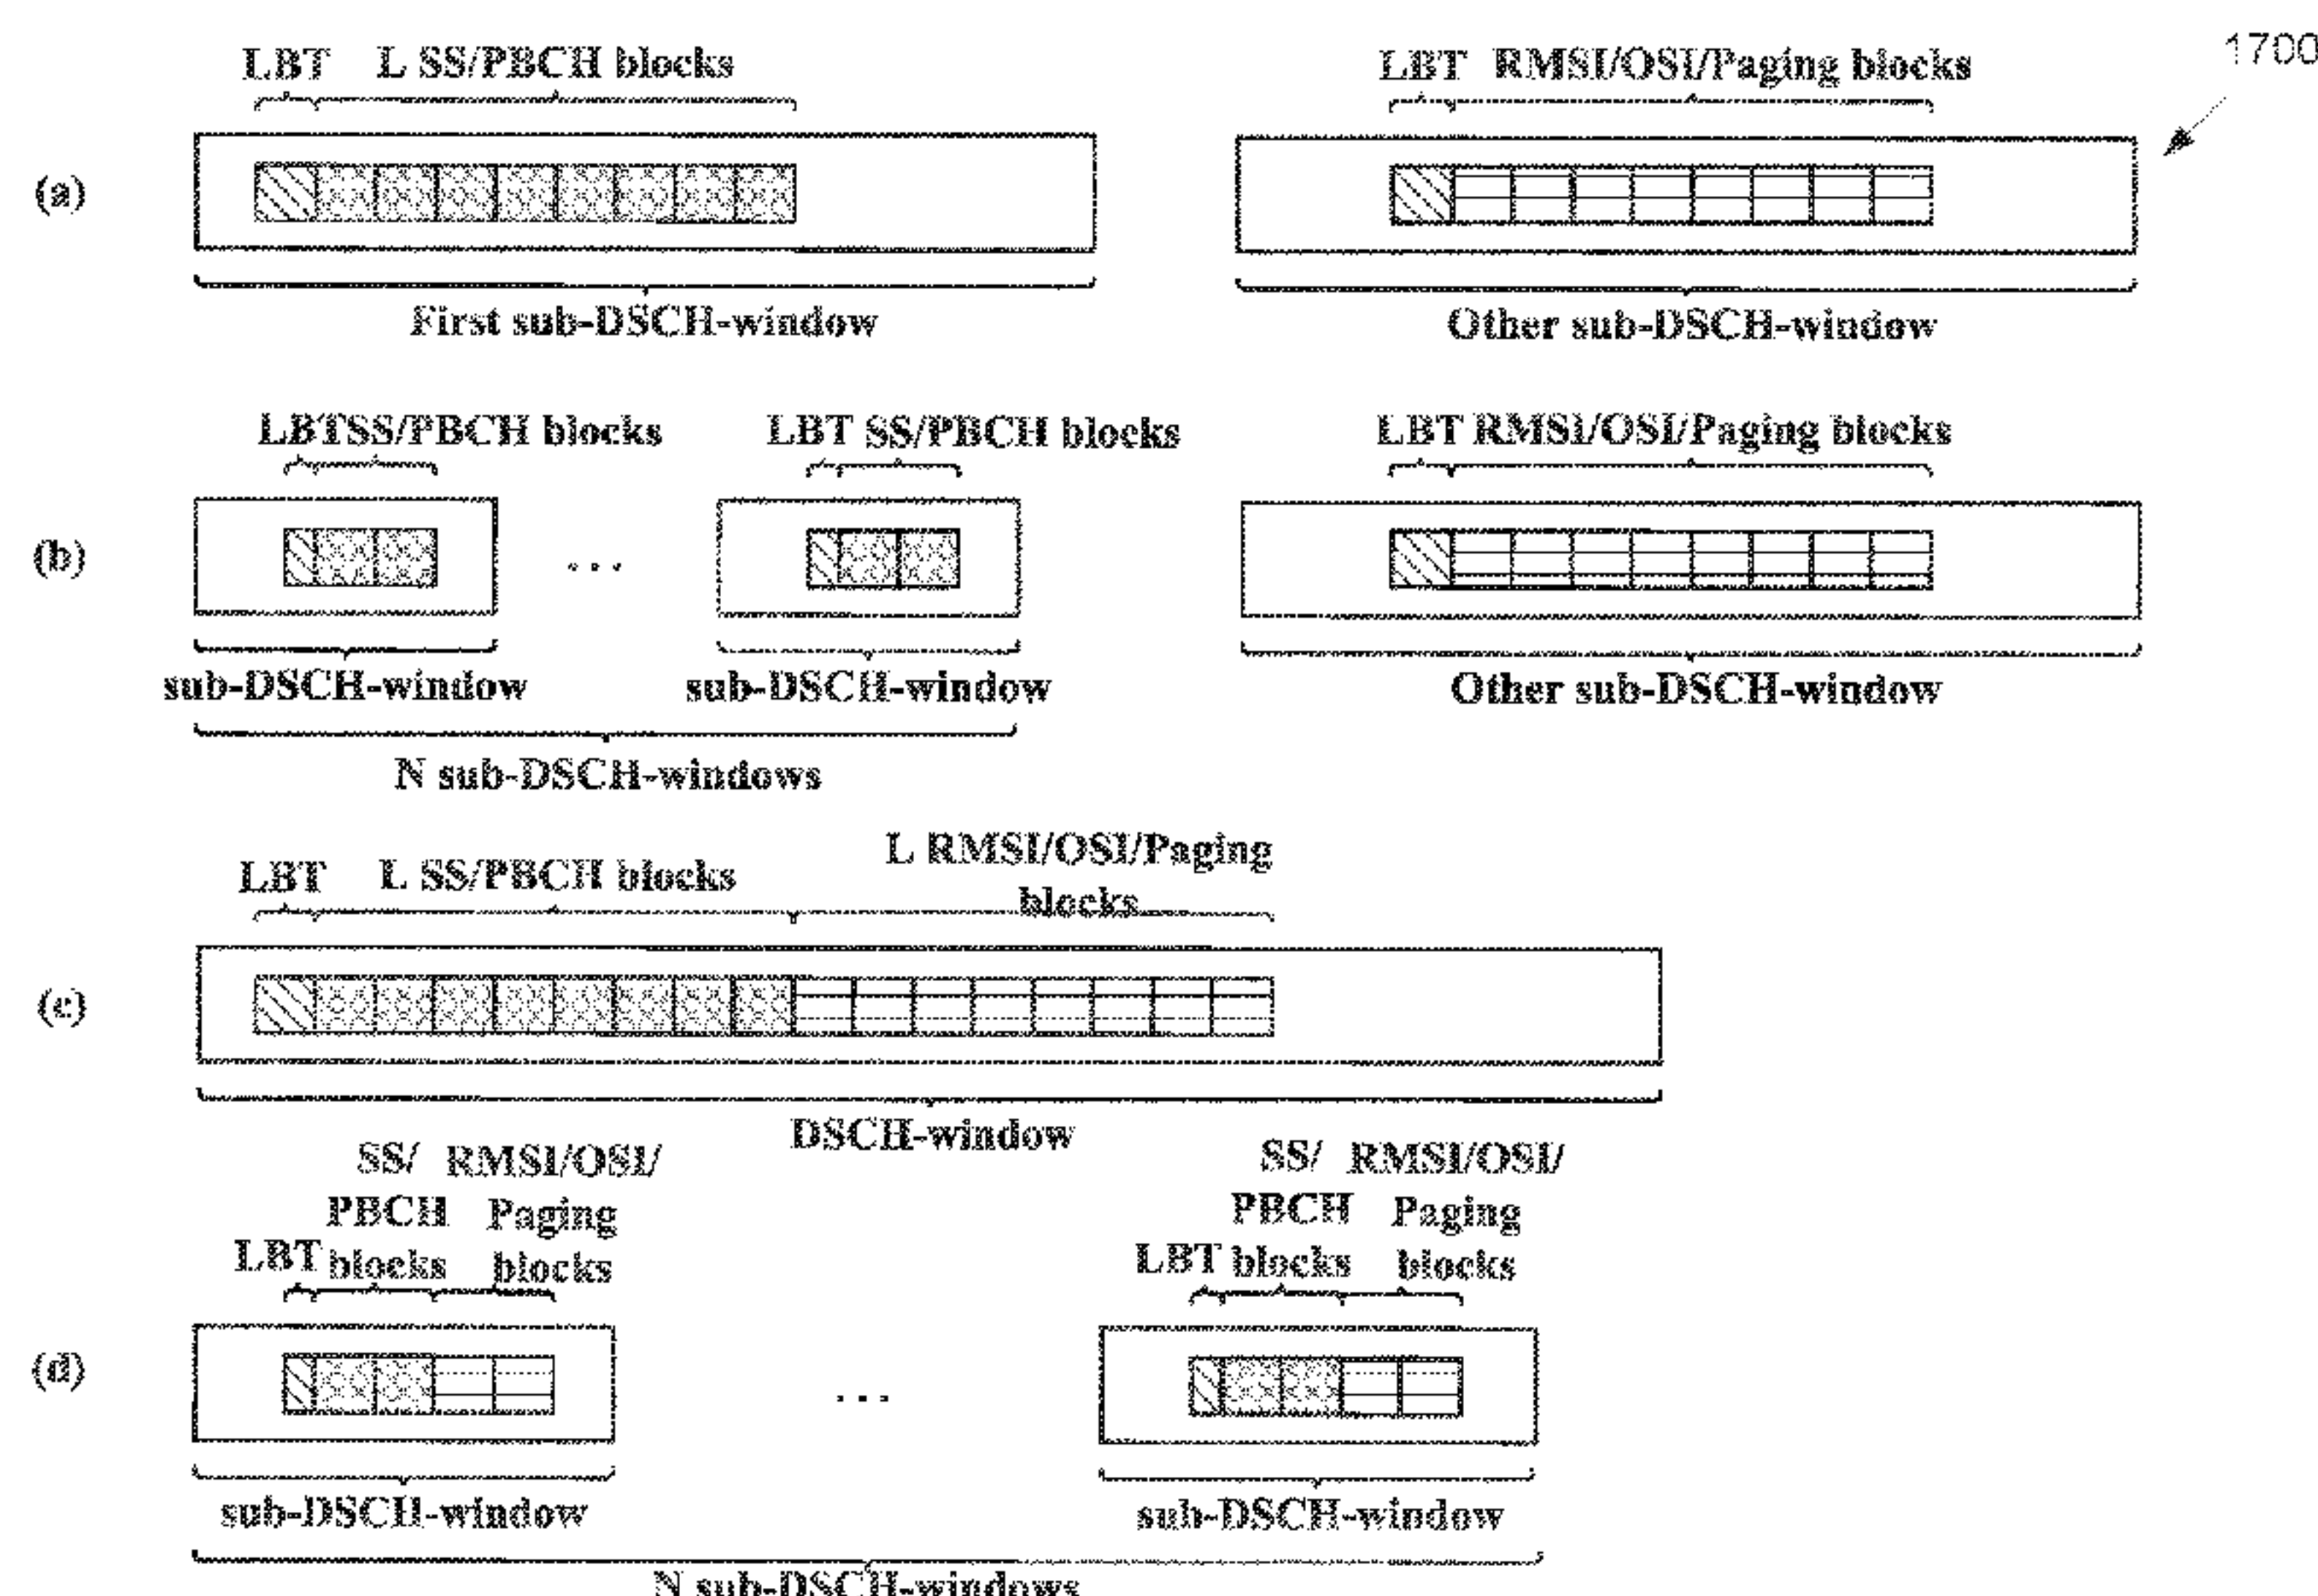 LBT L SS/PBCH blocks LBT RMSI/OSI/Paging blocks 1700
(a)
First sub-DSCH-window Other sub-DSCH-window
LBTSS/PBCH blocks LBT SS/PBCH blocks LBT RMSI/OSI/Paging blocks
(b) ... 
sub-DSCH-window sub-DSCH-window Other sub-DSCH-window
N sub-DSCH-windows
L RMSI/OSI/Paging
LBT L SS/PBCH blocks
blocks
(c)
DSCH-window
SS/ RMSI/OSI/ SS/ RMSI/OSI/
PBCH Paging PBCH Paging
LBT blocks blocks LBT blocks blocks
(d) ...
sub-DSCH-window sub-DSCH-window
N sub-DSCH-windows